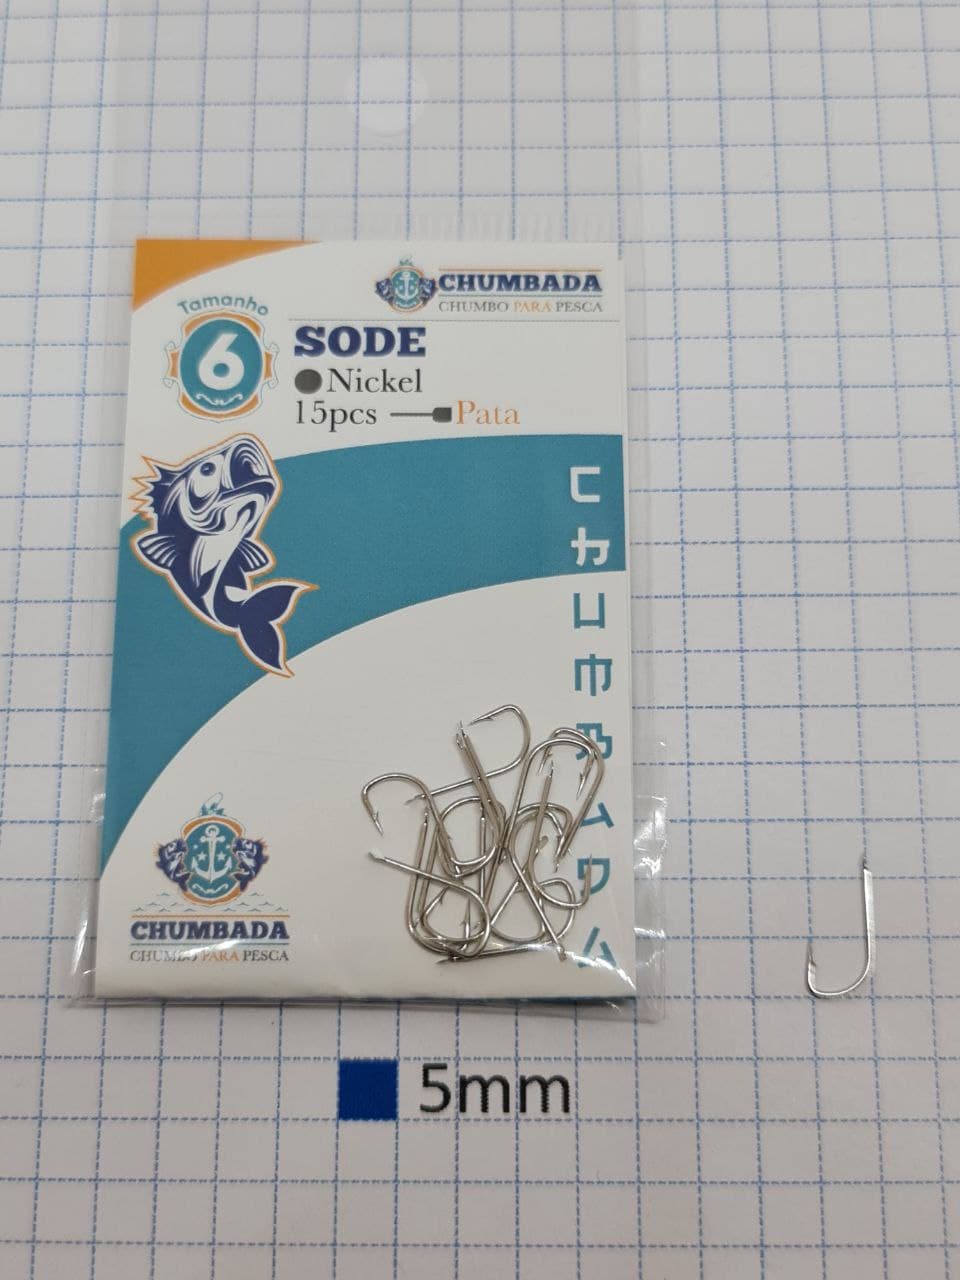 CHUMBADA
CHUMBO PARA PESCA
Tamanho
6
SODE
Nickel
15pcs Pata
CHUMBADA
CHUMBADA
CHUMBO PARA PESCA
5mm